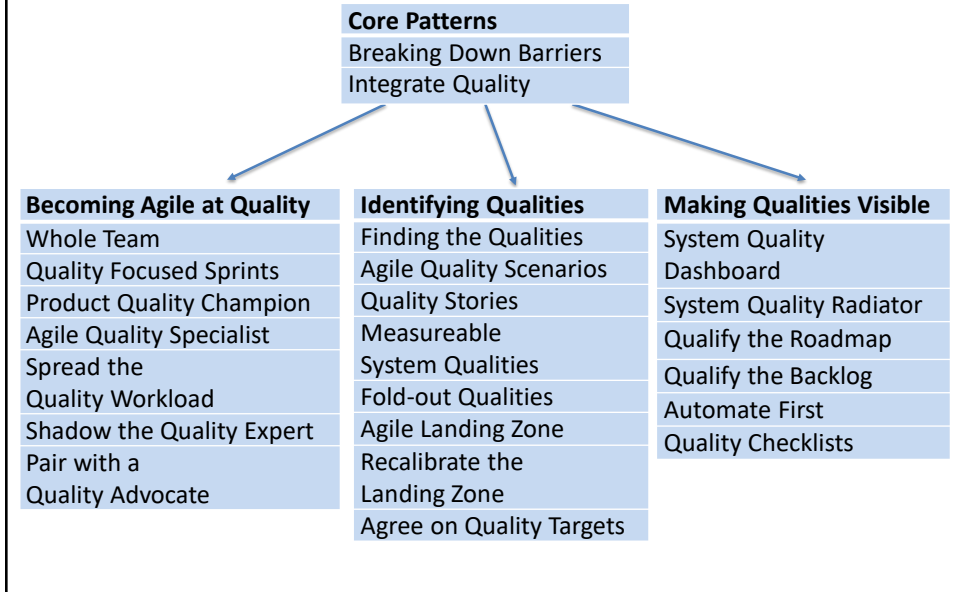 Core Patterns
Breaking Down Barriers
Integrate Quality
Becoming Agile at Quality
Whole Team
Quality Focused Sprints
Product Quality Champion
Agile Quality Specialist
Spread the
Quality Workload
Shadow the Quality Expert
Pair with a
Quality Advocate
Identifying Qualities
Finding the Qualities
Agile Quality Scenarios
Quality Stories
Measureable
System Qualities
Fold-out Qualities
Agile Landing Zone
Recalibrate the
Landing Zone
Agree on Quality Targets
Making Qualities Visible
System Quality
Dashboard
System Quality Radiator
Qualify the Roadmap
Qualify the Backlog
Automate First
Quality Checklists